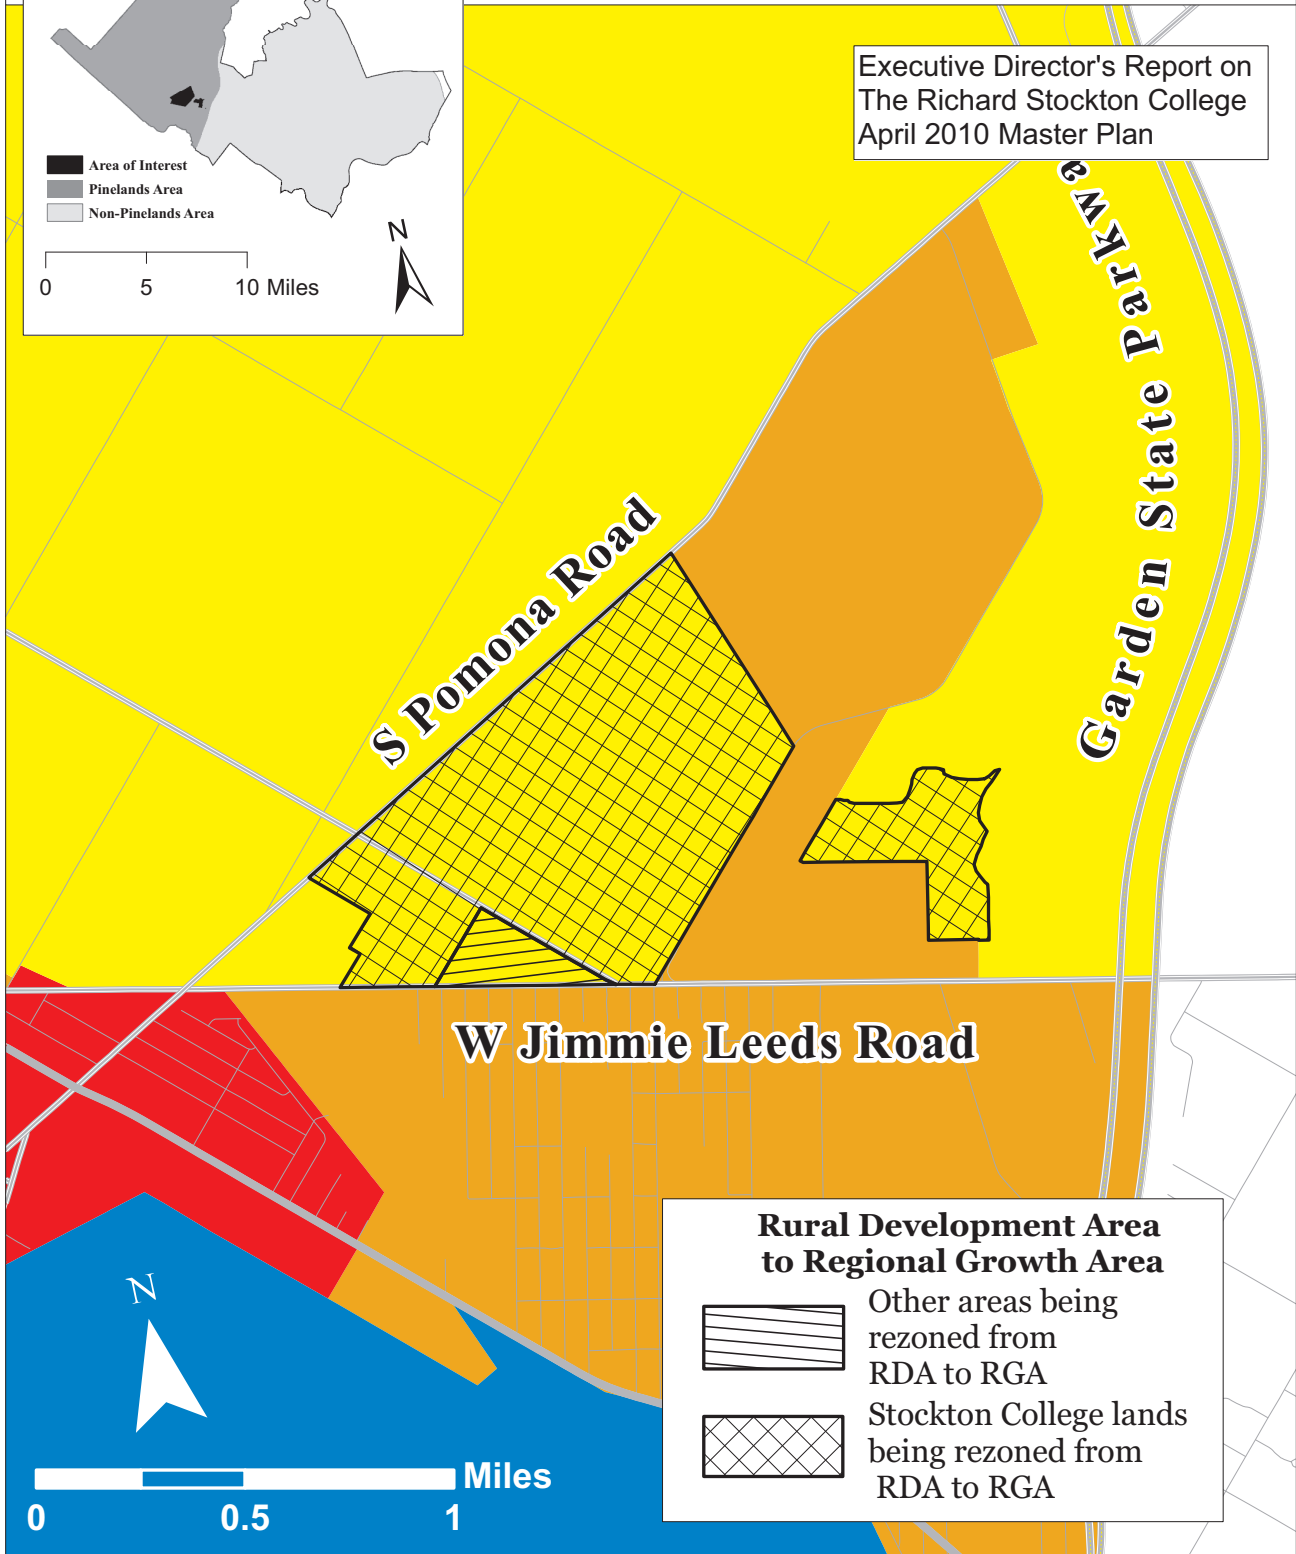 Executive Director's Report on
The Richard Stockton College
April 2010 Master Plan
Area of Interest
Pinelands Area
Non-Pinelands Area
N
0 5 10 Miles
Garden State Parkwa
S Pomona Road
W Jimmie Leeds Road
Rural Development Area
to Regional Growth Area
Other areas being
rezoned from
RDA to RGA
Stockton College lands
being rezoned from
RDA to RGA
N
Miles
0 0.5 1